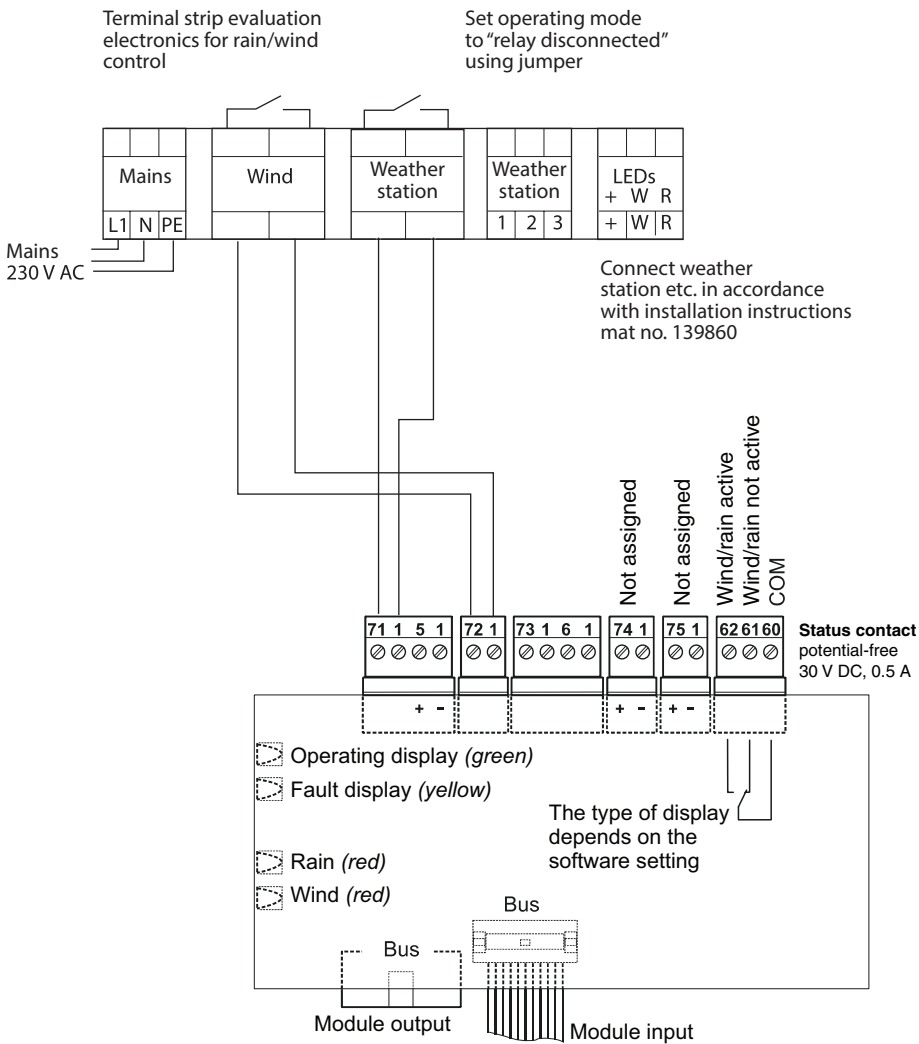 Terminal strip evaluation
electronics for rain/wind
control
Set operating mode
to “relay disconnected”
using jumper
Mains
Wind
Weather
station
Weather
station
LEDs
+ W R
L1 N PE
1 2 3
+ W R
Mains
230 V AC
Connect weather
station etc. in accordance
with installation instructions
mat no. 139860
Not assigned
Not assigned
Wind/rain active
Wind/rain not active
COM
71 1 5 1
72 1
73 1 6 1
74 1
75 1
62 61 60
Status contact
potential-free
30 V DC, 0.5 A
+ -
+ -
+ -
Operating display (green)
Fault display (yellow)
The type of display
depends on the
software setting
Rain (red)
Wind (red)
Bus
Bus
Module output
Module input